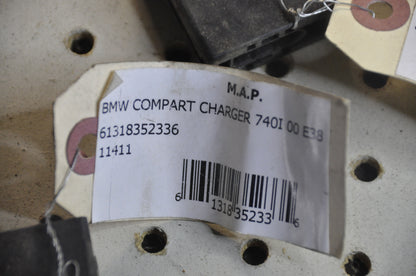 M.A.P.
BMW COMPART CHARGER 740I 00 E38
61318352336
11411
6 1318 35233 6